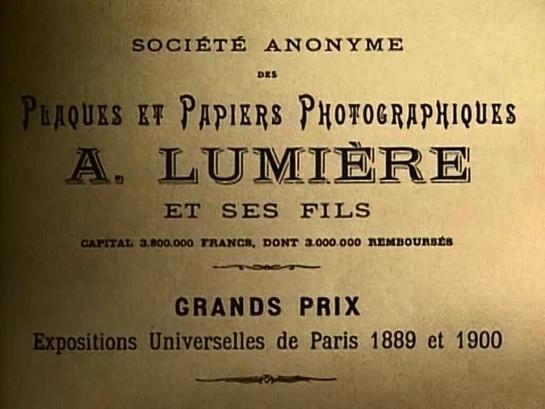 SOCIÉTÉ ANONYME
DES
PLAQUES ET PAPIERS PHOTOGRAPHIQUES
A. LUMIÈRE
ET SES FILS
CAPITAL 3.800.000 FRANCS, DONT 3.000.000 REMBOURSÉS
GRANDS PRIX
Expositions Universelles de Paris 1889 et 1900